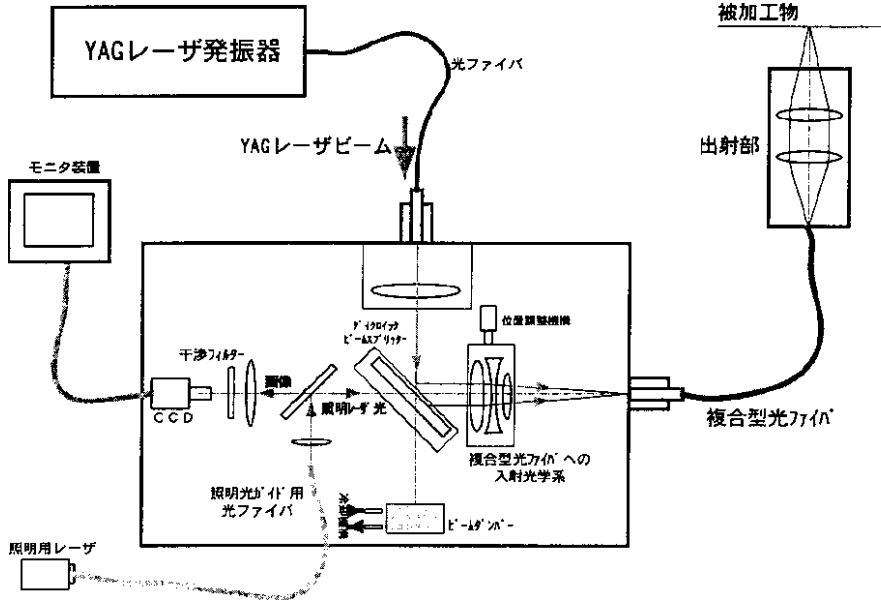 被加工物
YAGレーザ発振器
光ファイバ
YAGレーザビーム
出射部
モニタ装置
ダイクロイック
ビームスプリッター
位置調整機構
干渉フィルター
画像
照明レーザ光
CCD
複合型光ファイバ
複合型光ファイバへの
入射光学系
照明光ガイド用
光ファイバ
ビームダンパー
照明用レーザ